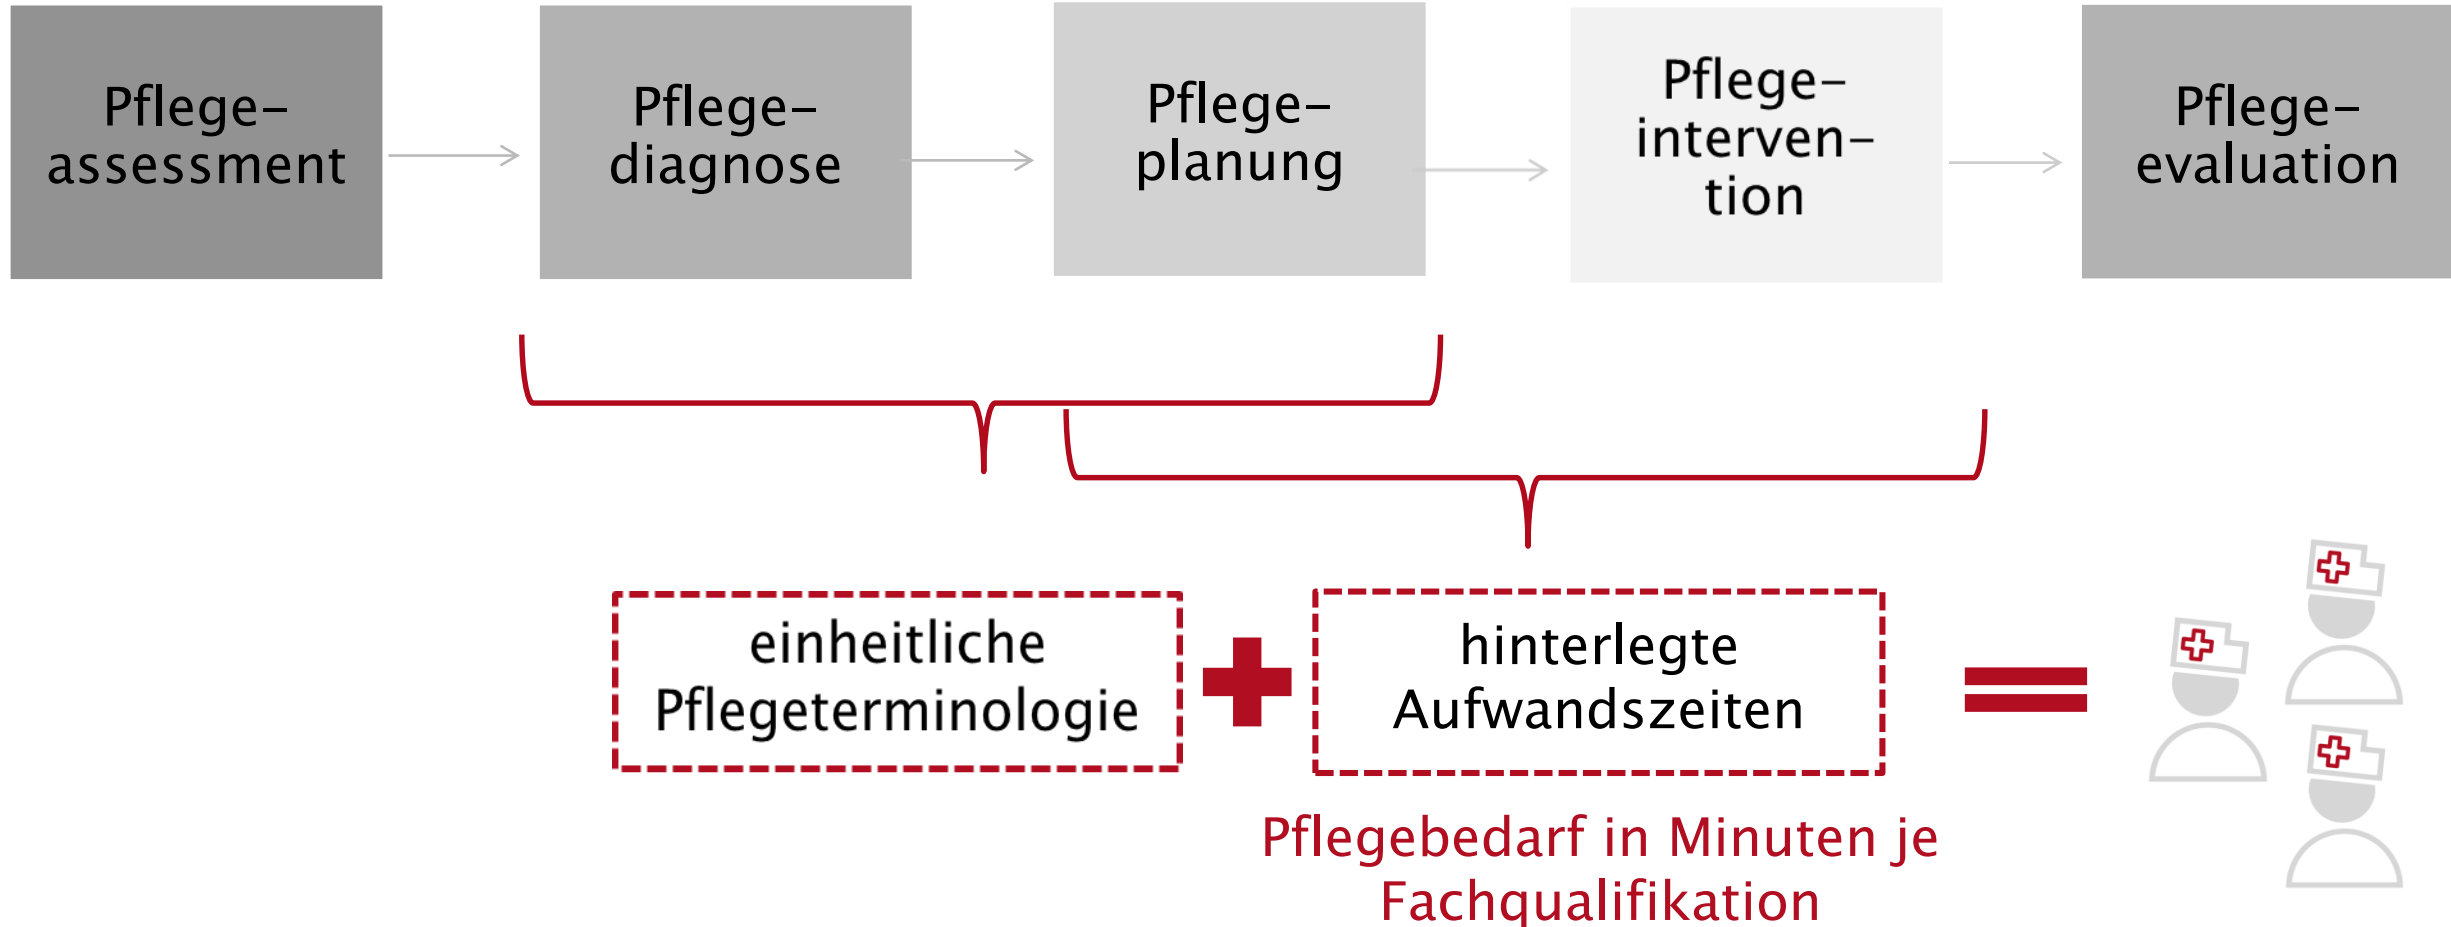 Pflege-
assessment
Pflege-
diagnose
Pflege-
planung
Pflege-
interven-
tion
Pflege-
evaluation
einheitliche
Pflegeterminologie
hinterlegte
Aufwandszeiten
Pflegebedarf in Minuten je
Fachqualifikation